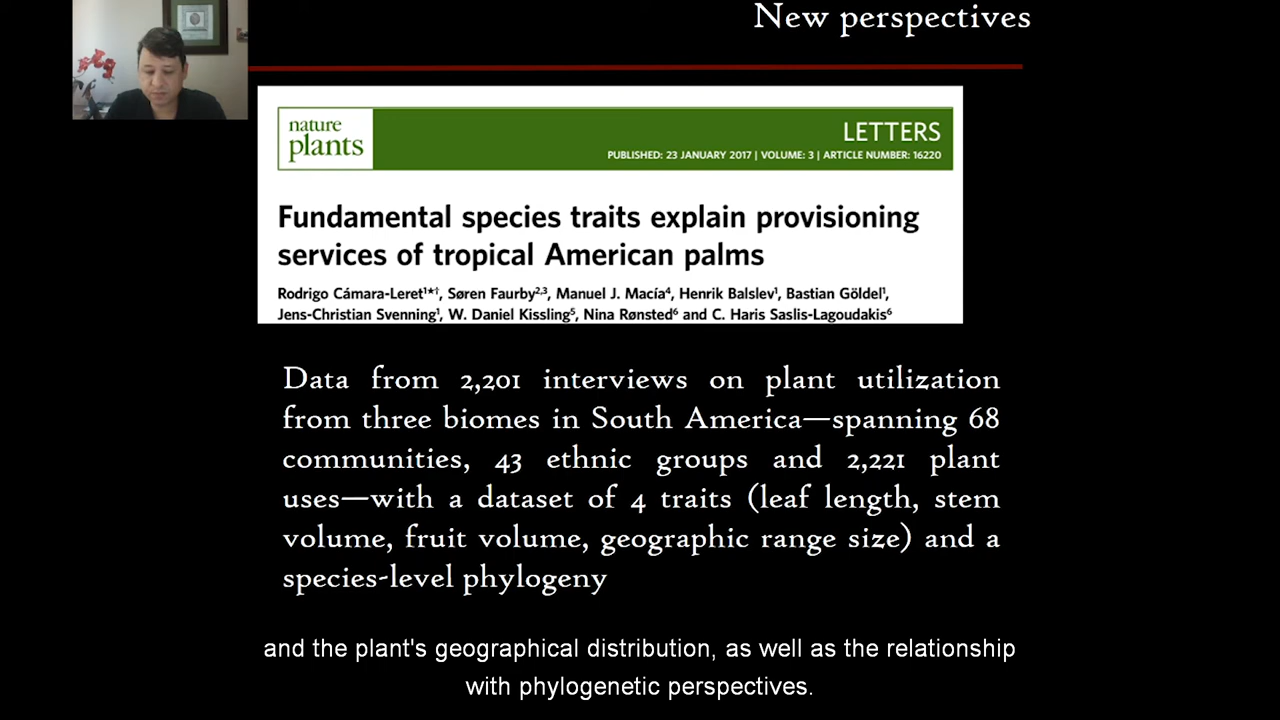 New perspectives
nature
plants
LETTERS
PUBLISHED: 23 JANUARY 2017 | VOLUME: 3 | ARTICLE NUMBER: 16220
Fundamental species traits explain provisioning
services of tropical American palms
Rodrigo Cámara-Leret¹*†, Søren Faurby²,³, Manuel J. Macía⁴, Henrik Balslev¹, Bastian Göldel¹,
Jens-Christian Svenning¹, W. Daniel Kissling⁵, Nina Rønsted⁶ and C. Haris Saslis-Lagoudakis⁶
Data from 2,201 interviews on plant utilization
from three biomes in South America—spanning 68
communities, 43 ethnic groups and 2,221 plant
uses—with a dataset of 4 traits (leaf length, stem
volume, fruit volume, geographic range size) and a
species-level phylogeny
and the plant's geographical distribution, as well as the relationship
with phylogenetic perspectives.